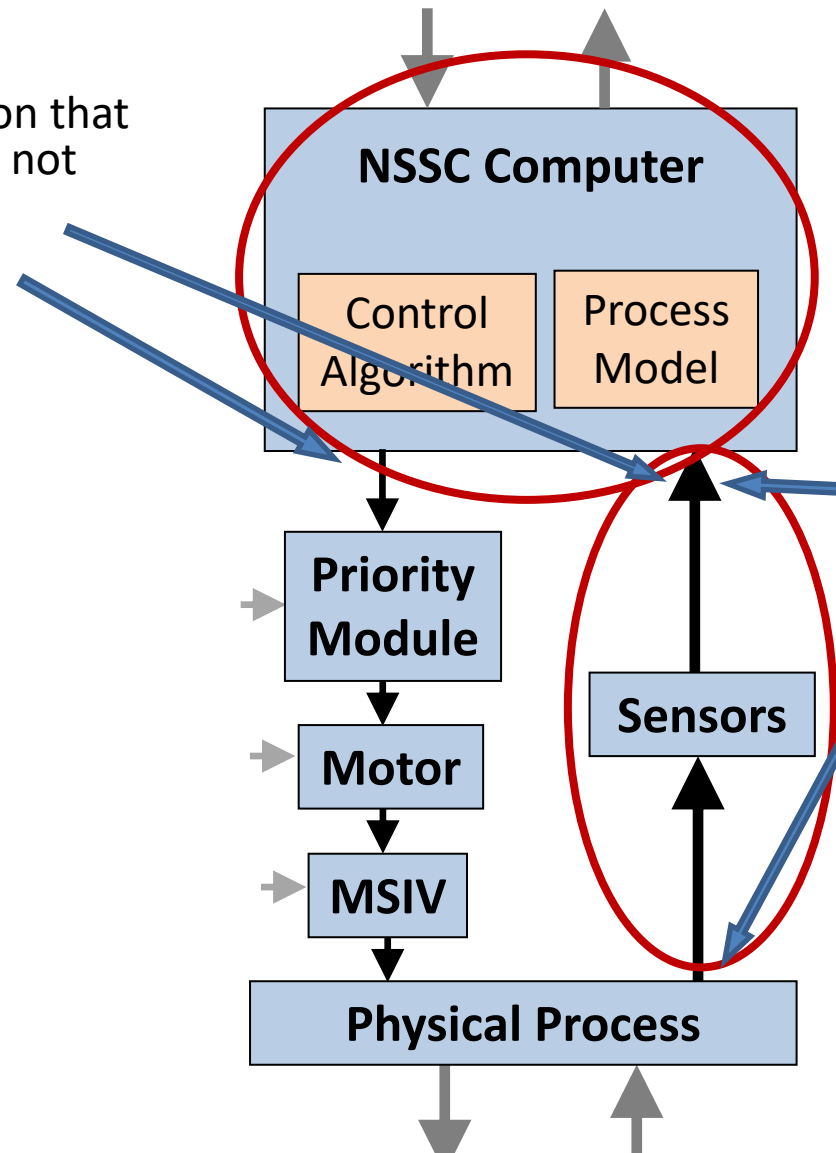 on that
not
NSSC Computer
Control
Algorithm
Process
Model
Priority
Module
Sensors
Motor
MSIV
Physical Process